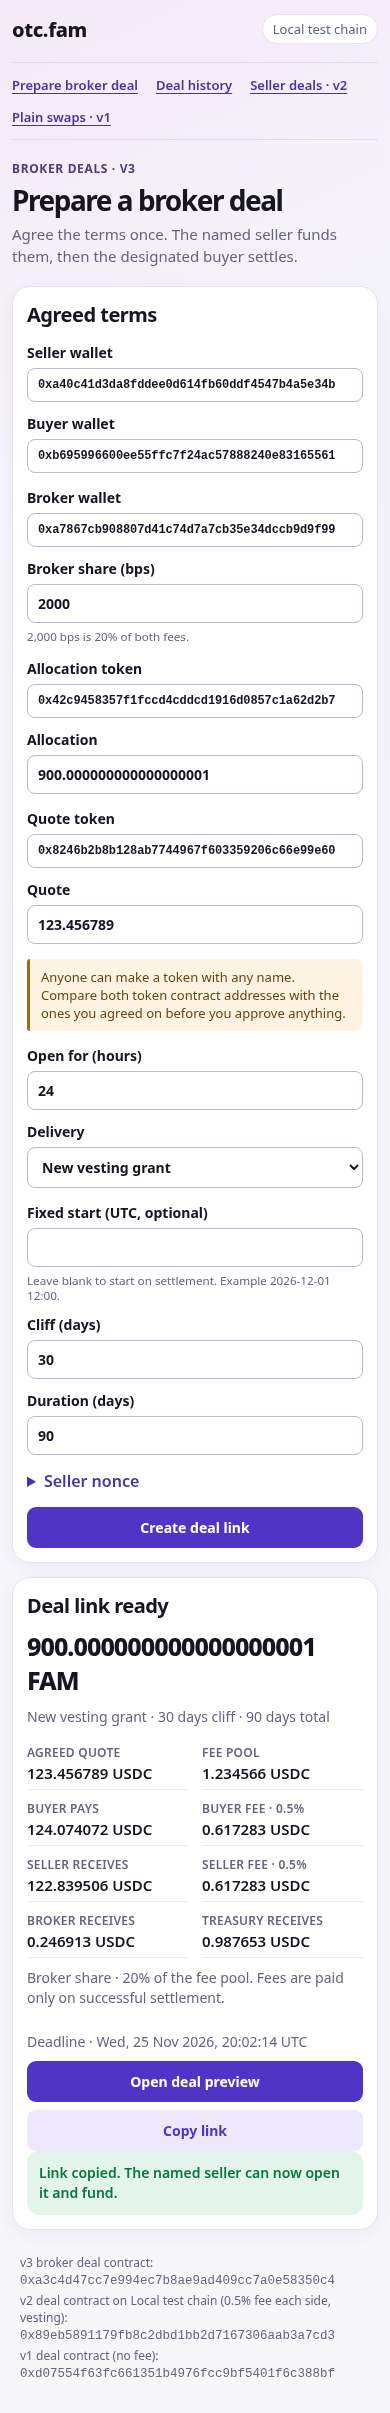 otc.fam
Local test chain
Prepare broker deal
Deal history
Seller deals · v2
Plain swaps · v1
BROKER DEALS · V3
Prepare a broker deal
Agree the terms once. The named seller funds
them, then the designated buyer settles.
Agreed terms
Seller wallet
0xa40c41d3da8fddee0d614fb60ddf4547b4a5e34b
Buyer wallet
0xb695996600ee55ffc7f24ac57888240e83165561
Broker wallet
0xa7867cb908807d41c74d7a7cb35e34dccb9d9f99
Broker share (bps)
2000
2,000 bps is 20% of both fees.
Allocation token
0x42c9458357f1fccd4cddcd1916d0857c1a62d2b7
Allocation
900.000000000000000001
Quote token
0x8246b2b8b128ab7744967f603359206c66e99e60
Quote
123.456789
Anyone can make a token with any name.
Compare both token contract addresses with the
ones you agreed on before you approve anything.
Open for (hours)
24
Delivery
New vesting grant
Fixed start (UTC, optional)
Leave blank to start on settlement. Example 2026-12-01
12:00.
Cliff (days)
30
Duration (days)
90
Seller nonce
Create deal link
Deal link ready
900.000000000000000001
FAM
New vesting grant · 30 days cliff · 90 days total
AGREED QUOTE
123.456789 USDC
FEE POOL
1.234566 USDC
BUYER PAYS
124.074072 USDC
BUYER FEE · 0.5%
0.617283 USDC
SELLER RECEIVES
122.839506 USDC
SELLER FEE · 0.5%
0.617283 USDC
BROKER RECEIVES
0.246913 USDC
TREASURY RECEIVES
0.987653 USDC
Broker share · 20% of the fee pool. Fees are paid
only on successful settlement.
Deadline · Wed, 25 Nov 2026, 20:02:14 UTC
Open deal preview
Copy link
Link copied. The named seller can now open
it and fund.
v3 broker deal contract:
0xa3c4d47cc7e994ec7b8ae9ad409cc7a0e58350c4
v2 deal contract on Local test chain (0.5% fee each side,
vesting):
0x89eb5891179fb8c2dbd1bb2d7167306aab3a7cd3
v1 deal contract (no fee):
0xd07554f63fc661351b4976fcc9bf5401f6c388bf